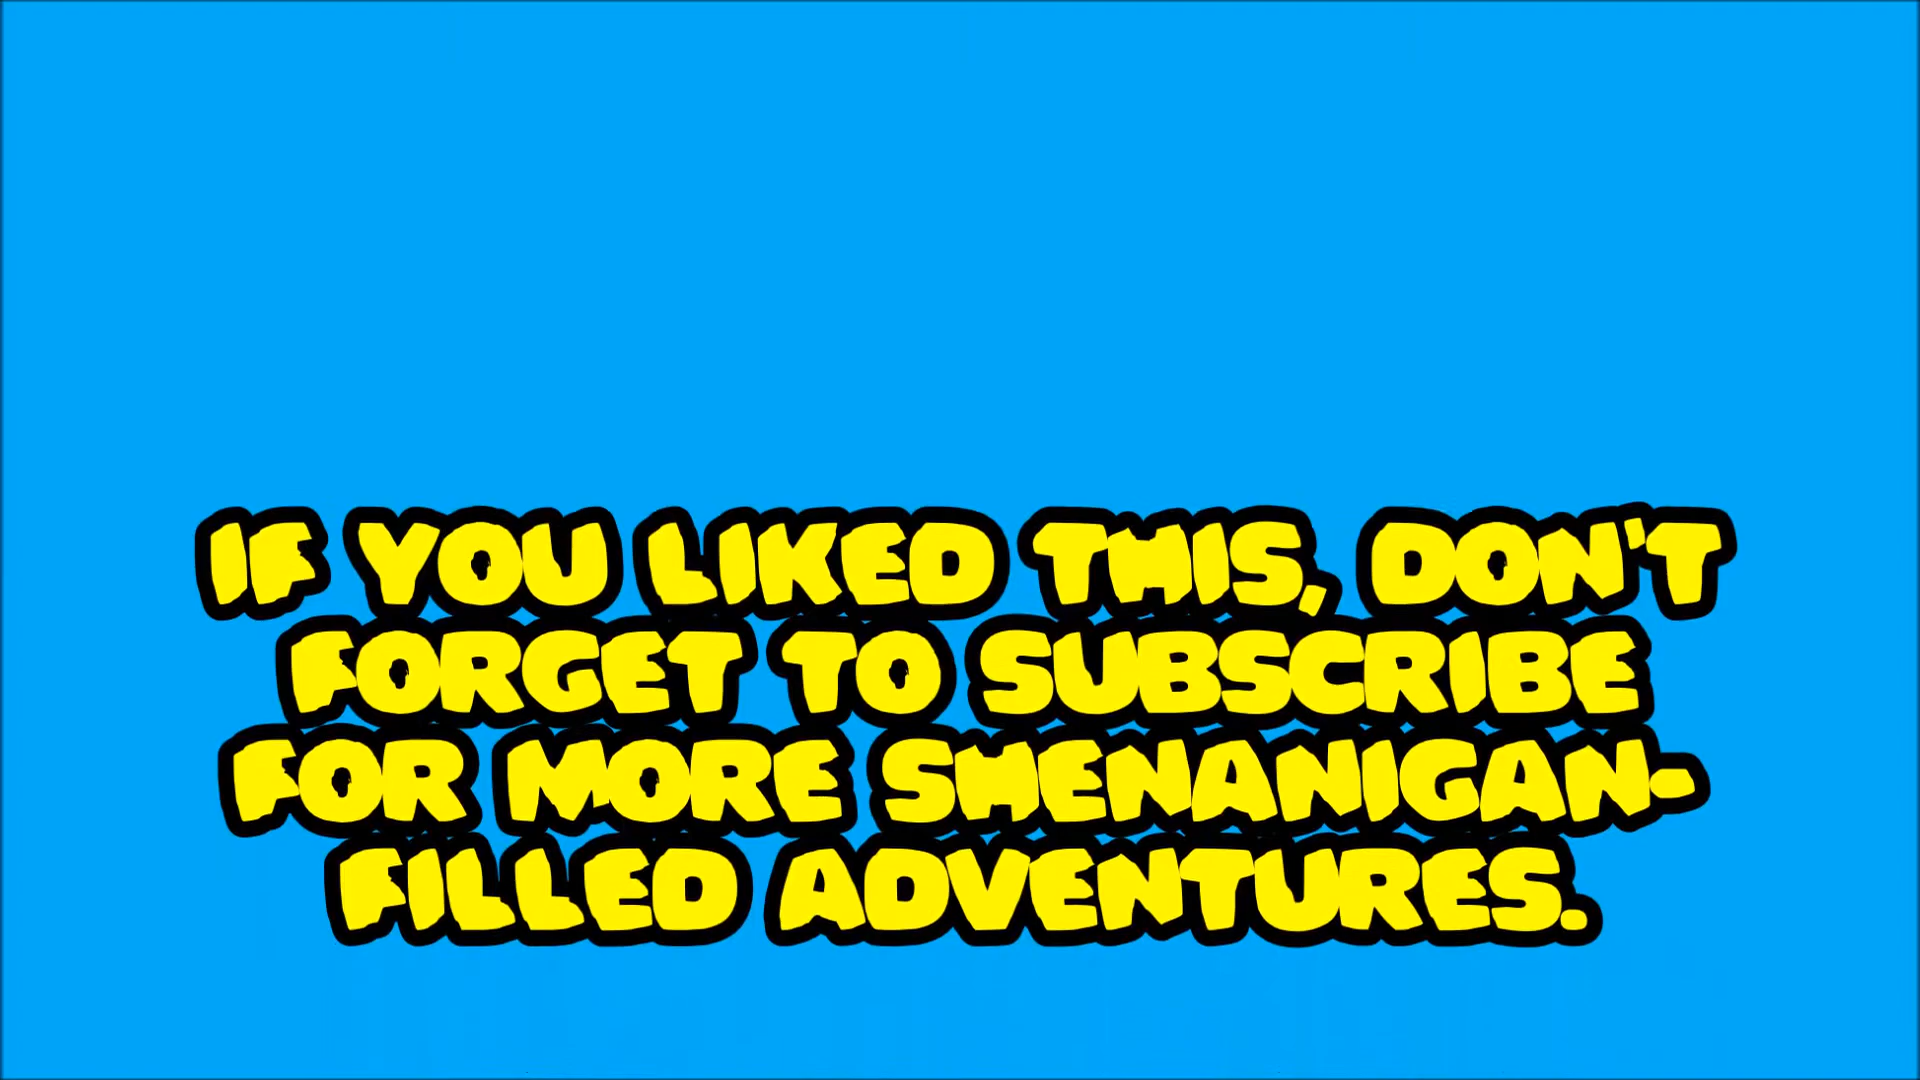 IF YOU LIKED THIS, DON'T
FORGET TO SUBSCRIBE
FOR MORE SHENANIGAN-
FILLED ADVENTURES.